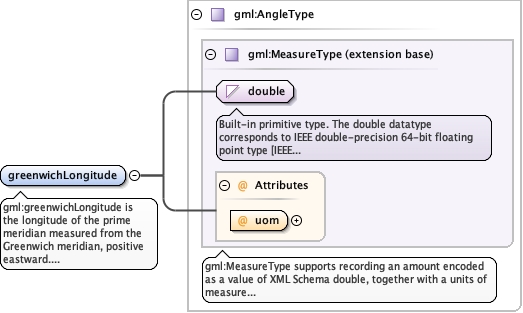 gml:AngleType
gml:MeasureType (extension base)
double
Built-in primitive type. The double datatype
corresponds to IEEE double-precision 64-bit floating
point type [IEEE...
greenwichLongitude
gml:greenwichLongitude is
the longitude of the prime
meridian measured from the
Greenwich meridian, positive
eastward....
@ Attributes
@ uom
gml:MeasureType supports recording an amount encoded
as a value of XML Schema double, together with a units of
measure...